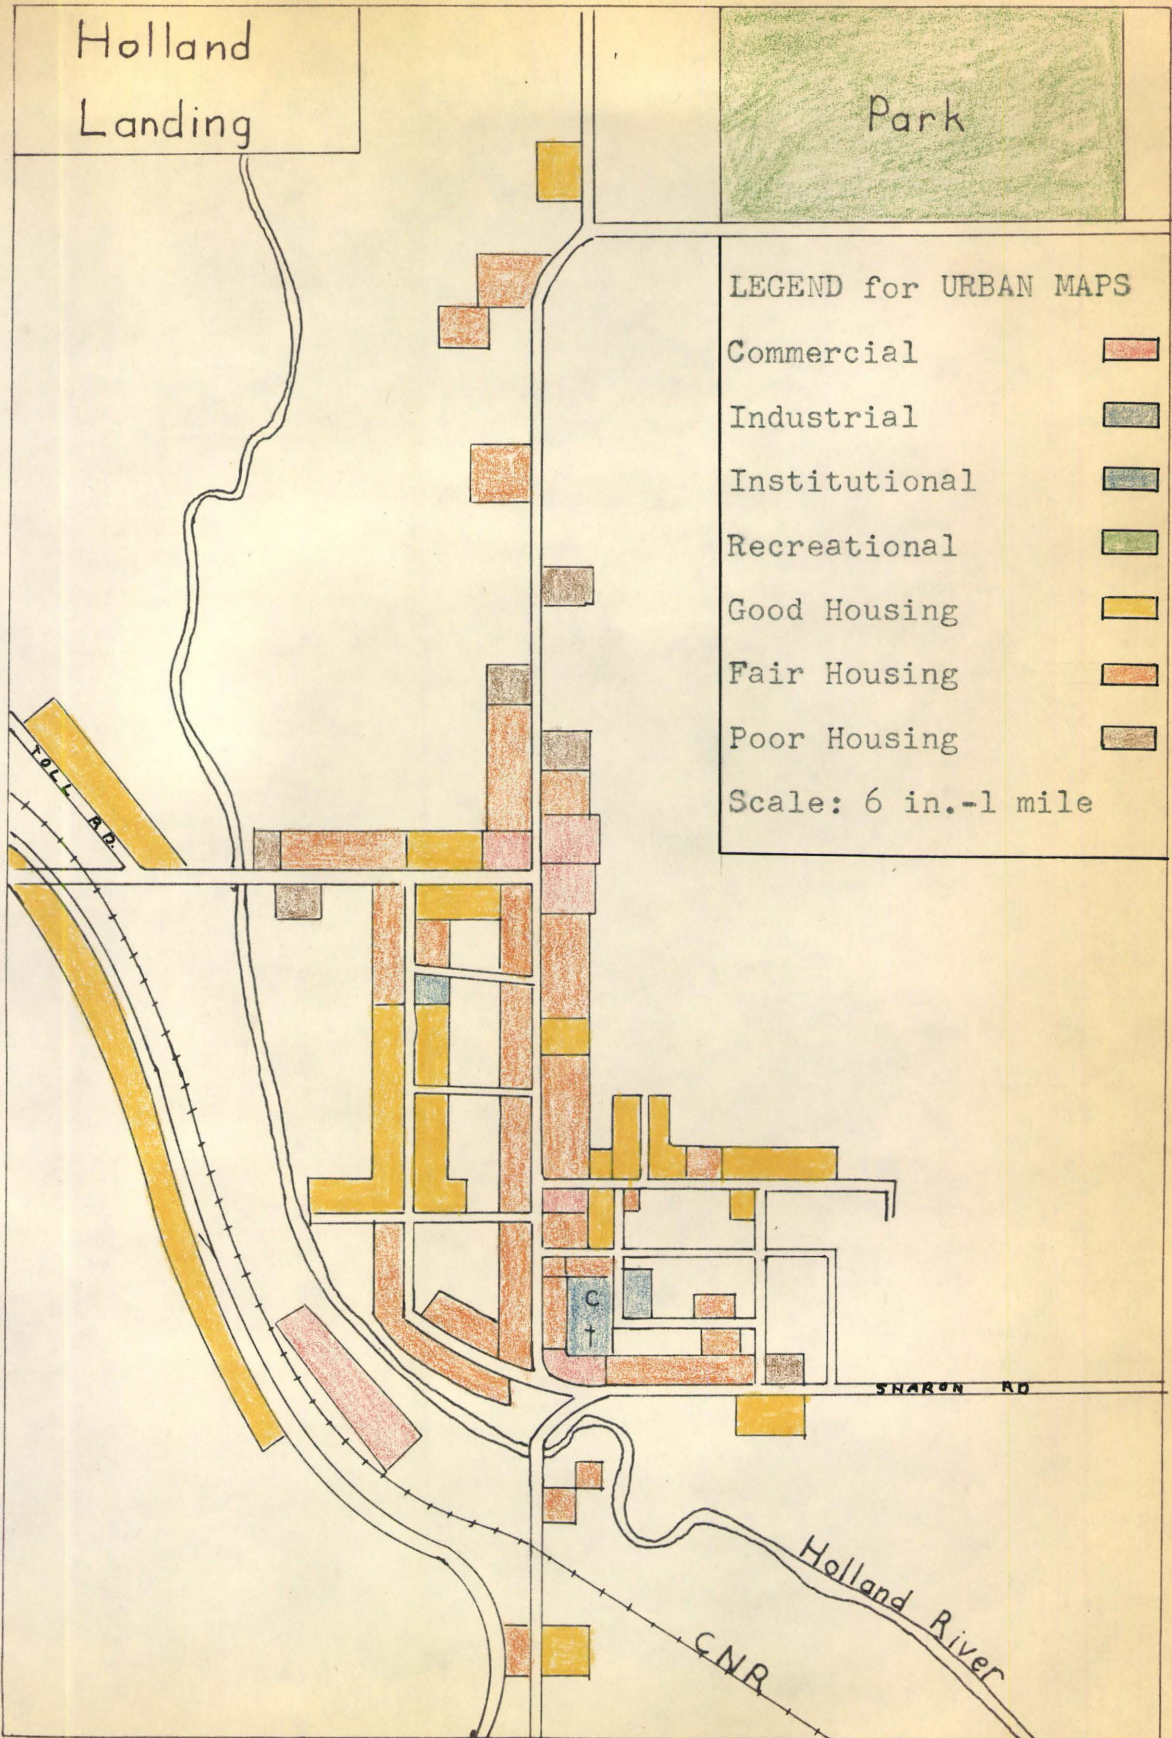 Holland
Landing
Park
LEGEND for URBAN MAPS
Commercial
Industrial
Institutional
Recreational
Good Housing
Fair Housing
Poor Housing
Scale: 6 in.-1 mile
TOLL RD.
C
†
SHARON RD
Holland River
CNR